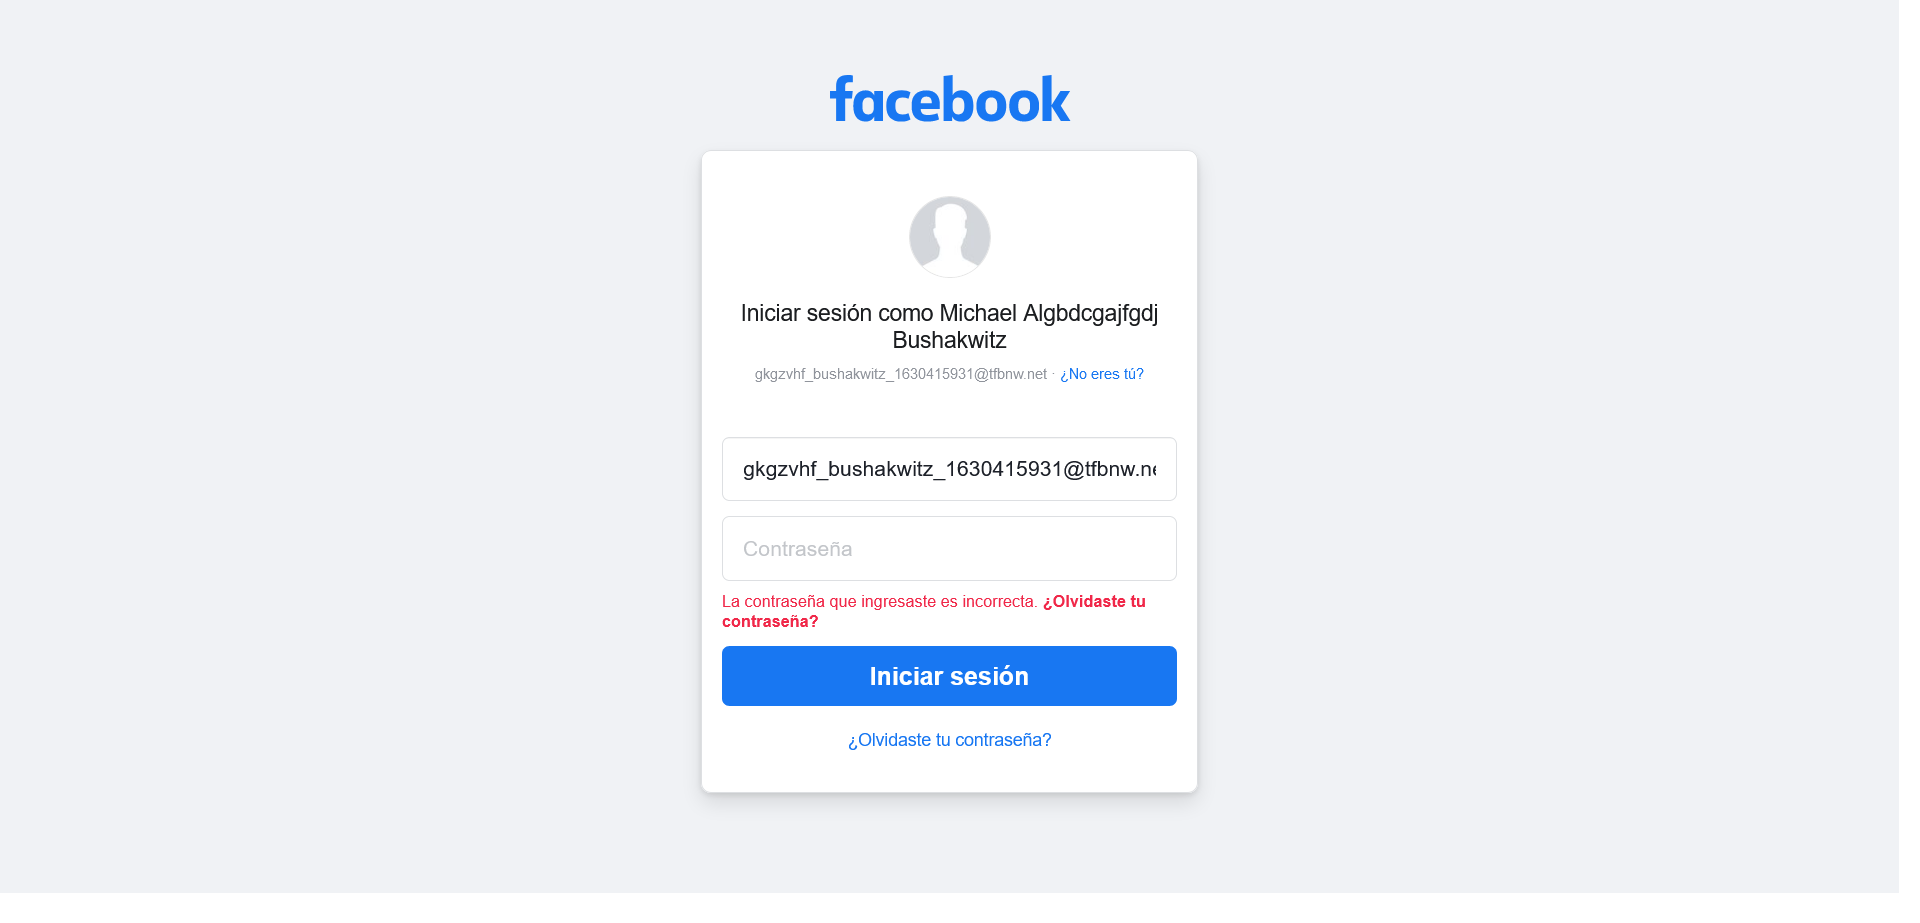 facebook
Iniciar sesión como Michael Algbdcgajfgdj
Bushakwitz
gkgzvhf_bushakwitz_1630415931@tfbnw.net · ¿No eres tú?
gkgzvhf_bushakwitz_1630415931@tfbnw.ne
Contraseña
La contraseña que ingresaste es incorrecta. ¿Olvidaste tu
contraseña?
Iniciar sesión
¿Olvidaste tu contraseña?